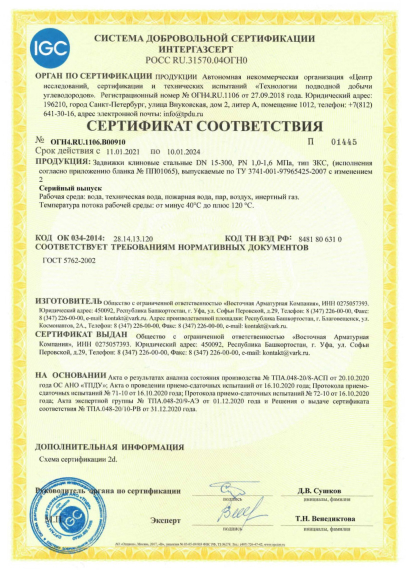 IGC
СИСТЕМА ДОБРОВОЛЬНОЙ СЕРТИФИКАЦИИ
ИНТЕРГАЗСЕРТ
РОСС RU.31570.04ОГН0
ОРГАН ПО СЕРТИФИКАЦИИ ПРОДУКЦИИ Автономная некоммерческая организация «Центр
исследований, сертификации и технических испытаний «Технологии подводной добычи
углеводородов». Регистрационный номер № ОГН4.RU.1106 от 27.09.2018 года. Юридический адрес:
196210, город Санкт-Петербург, улица Внуковская, дом 2, литер А, помещение 1012, телефон +7(812)
641-30-16, адрес электронной почты: info@tpdu.ru
СЕРТИФИКАТ СООТВЕТСТВИЯ
№ ОГН4.RU.1106.В00910
П 01445
Срок действия с 11.01.2021 по 10.01.2024
ПРОДУКЦИЯ: Задвижки клиновые стальные DN 15-300, PN 1,0-1,6 МПа, тип ЗКС, (исполнения
согласно приложению бланка № ПП01065), выпускаемые по ТУ 3741-001-97965425-2007 с изменением
2
Серийный выпуск
Рабочая среда: вода, техническая вода, пожарная вода, пар, воздух, инертный газ.
Температура потока рабочей среды: от минус 40°С до плюс 120 °С.
КОД ОК 034-2014: 28.14.13.120
КОД ТН ВЭД РФ: 8481 80 631 0
СООТВЕТСТВУЕТ ТРЕБОВАНИЯМ НОРМАТИВНЫХ ДОКУМЕНТОВ
ГОСТ 5762-2002
ИЗГОТОВИТЕЛЬ Общество с ограниченной ответственностью «Восточная Арматурная Компания», ИНН 0275057393.
Юридический адрес: 450092, Республика Башкортостан, г. Уфа, ул. Софьи Перовской, д.29, Телефон: 8 (347) 226-00-00, Факс:
8 (347) 226-00-00, e-mail: kontakt@vark.ru. Адрес производственной площадки: Республика Башкортостан, г. Благовещенск, ул.
Космонавтов, 2А., Телефон: 8 (347) 226-00-00, Факс: 8 (347) 226-00-00, e-mail: kontakt@vark.ru
СЕРТИФИКАТ ВЫДАН Общество с ограниченной ответственностью «Восточная Арматурная
Компания», ИНН 0275057393. Юридический адрес: 450092, Республика Башкортостан, г. Уфа, ул. Софьи
Перовской, д.29, Телефон: 8 (347) 226-00-00, Факс: 8 (347) 226-00-00, e-mail: kontakt@vark.ru
НА ОСНОВАНИИ Акта о результатах анализа состояния производства № ТПА.048-20/8-АСП от 20.10.2020
года ОС АНО «ТПДУ»; Акта о проведении приемо-сдаточных испытаний от 16.10.2020 года; Протокола приемо-
сдаточных испытаний № 71-10 от 16.10.2020 года; Протокола приемо-сдаточных испытаний № 72-10 от 16.10.2020
года; Акта экспертной группы № ТПА.048-20/9-АЭ от 01.12.2020 года и Решения о выдаче сертификата
соответствия № ТПА.048-20/10-РВ от 31.12.2020 года.
ДОПОЛНИТЕЛЬНАЯ ИНФОРМАЦИЯ
Схема сертификации 2d.
Руководитель органа по сертификации
подпись
Д.В. Сушков
инициалы, фамилия
М.П.
Эксперт
подпись
Т.Н. Венедиктова
инициалы, фамилия